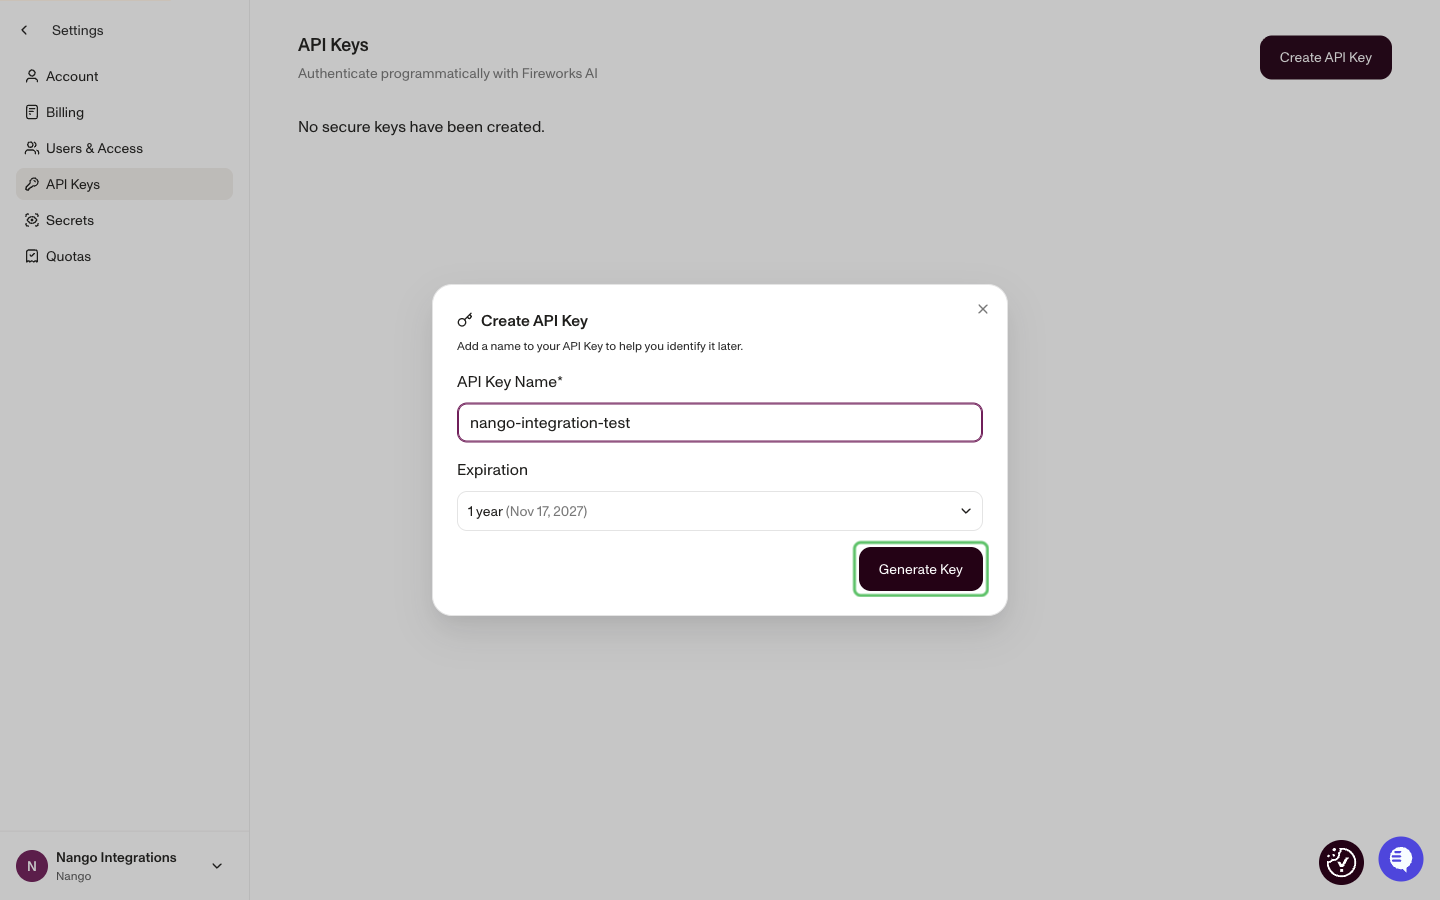 Settings
Account
Billing
Users & Access
API Keys
Secrets
Quotas
Nango Integrations
Nango
N
API Keys
Authenticate programmatically with Fireworks AI
Create API Key
No secure keys have been created.
Create API Key
Add a name to your API Key to help you identify it later.
API Key Name*
nango-integration-test
Expiration
1 year (Nov 17, 2027)
Generate Key